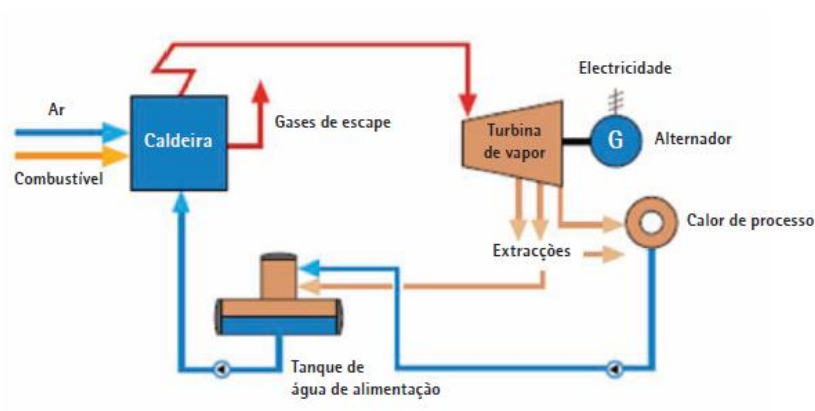 Electricidade
Ar
Gases de escape
Caldeira
Turbina
de vapor
G
Alternador
Combustível
Calor de processo
Extracções
Tanque de
água de alimentação